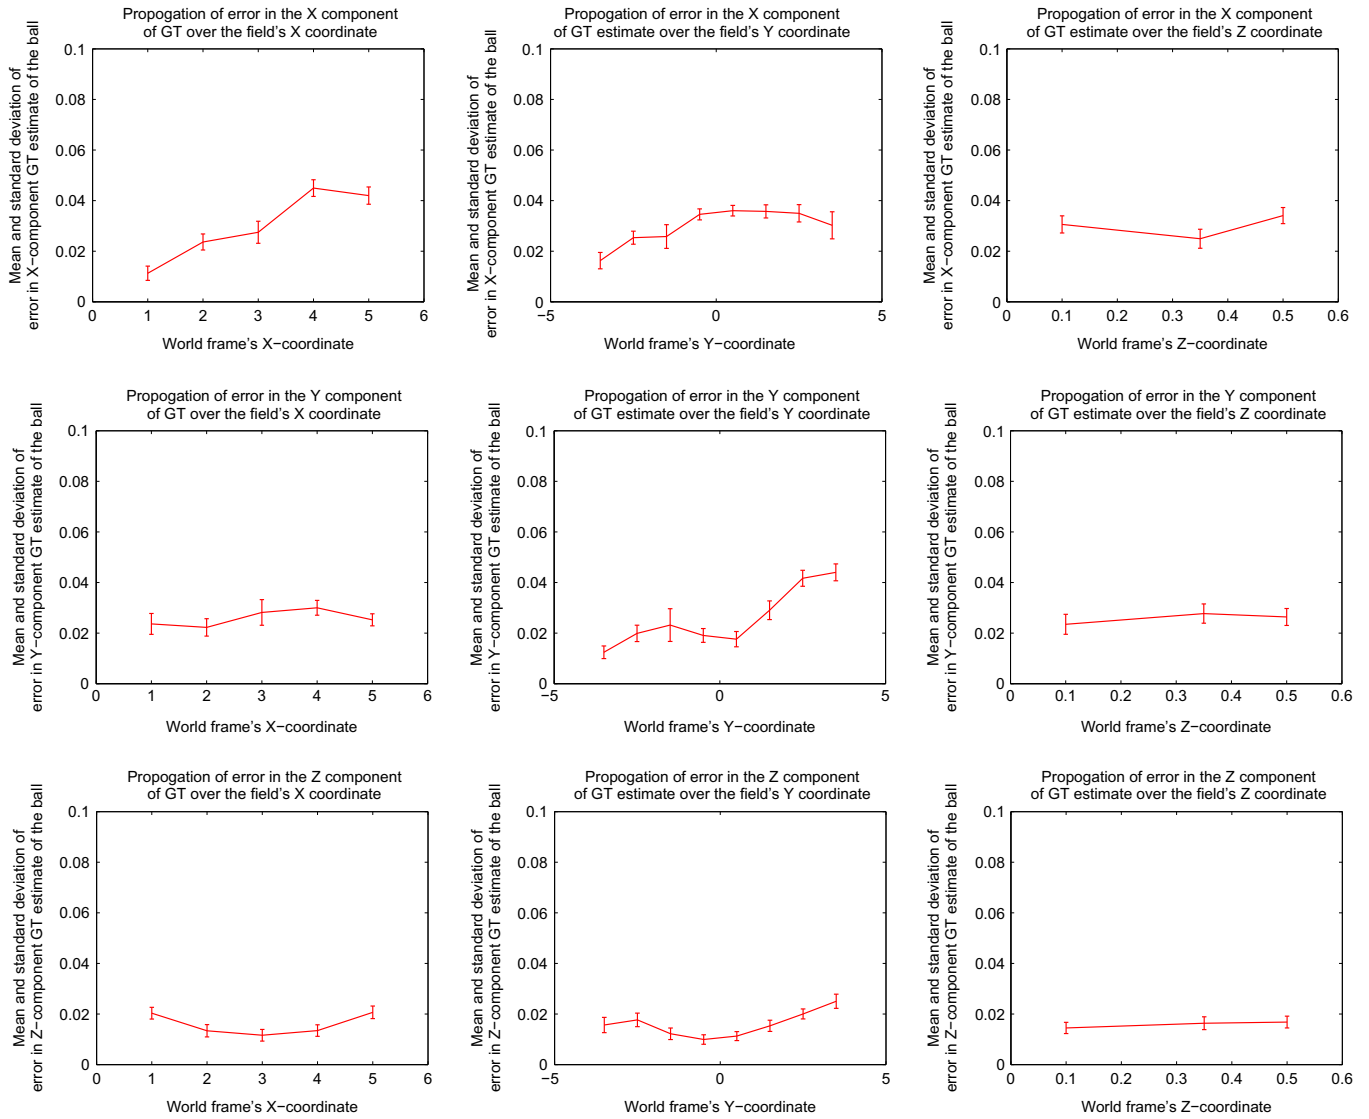 Propogation of error in the X component
of GT over the field's X coordinate
Mean and standard deviation of
error in X−component GT estimate of the ball
0.1
0.08
0.06
0.04
0.02
0
0 1 2 3 4 5 6
World frame's X−coordinate
Propogation of error in the X component
of GT estimate over the field's Y coordinate
Mean and standard deviation of
error in X−component GT estimate of the ball
0.1
0.08
0.06
0.04
0.02
0
−5 0 5
World frame's Y−coordinate
Propogation of error in the X component
of GT estimate over the field's Z coordinate
Mean and standard deviation of
error in X−component GT estimate of the ball
0.1
0.08
0.06
0.04
0.02
0
0 0.1 0.2 0.3 0.4 0.5 0.6
World frame's Z−coordinate
Propogation of error in the Y component
of GT over the field's X coordinate
Mean and standard deviation of
error in Y−component GT estimate of the ball
0.1
0.08
0.06
0.04
0.02
0
0 1 2 3 4 5 6
World frame's X−coordinate
Propogation of error in the Y component
of GT estimate over the field's Y coordinate
Mean and standard deviation of
error in Y−component GT estimate of the ball
0.1
0.08
0.06
0.04
0.02
0
−5 0 5
World frame's Y−coordinate
Propogation of error in the Y component
of GT estimate over the field's Z coordinate
Mean and standard deviation of
error in Y−component GT estimate of the ball
0.1
0.08
0.06
0.04
0.02
0
0 0.1 0.2 0.3 0.4 0.5 0.6
World frame's Z−coordinate
Propogation of error in the Z component
of GT over the field's X coordinate
Mean and standard deviation of
error in Z−component GT estimate of the ball
0.1
0.08
0.06
0.04
0.02
0
0 1 2 3 4 5 6
World frame's X−coordinate
Propogation of error in the Z component
of GT estimate over the field's Y coordinate
Mean and standard deviation of
error in Z−component GT estimate of the ball
0.1
0.08
0.06
0.04
0.02
0
−5 0 5
World frame's Y−coordinate
Propogation of error in the Z component
of GT estimate over the field's Z coordinate
Mean and standard deviation of
error in Z−component GT estimate of the ball
0.1
0.08
0.06
0.04
0.02
0
0 0.1 0.2 0.3 0.4 0.5 0.6
World frame's Z−coordinate